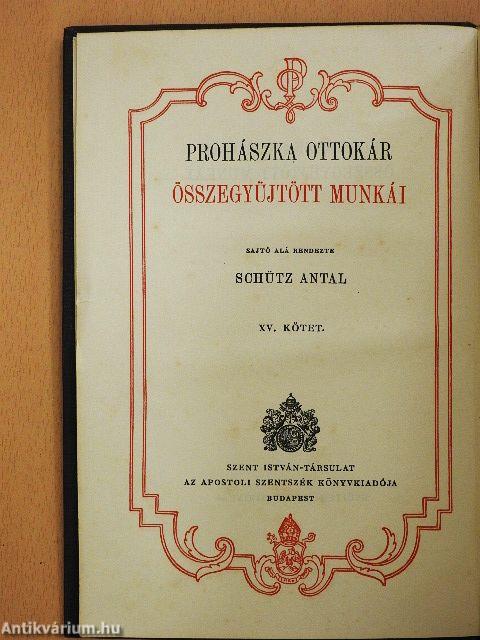 PROHÁSZKA OTTOKÁR
ÖSSZEGYÜJTÖTT MUNKÁI
SAJTÓ ALÁ RENDEZTE
SCHÜTZ ANTAL
XV. KÖTET.
SZENT ISTVÁN-TÁRSULAT
AZ APOSTOLI SZENTSZÉK KÖNYVKIADÓJA
BUDAPEST
Antikvárium.hu